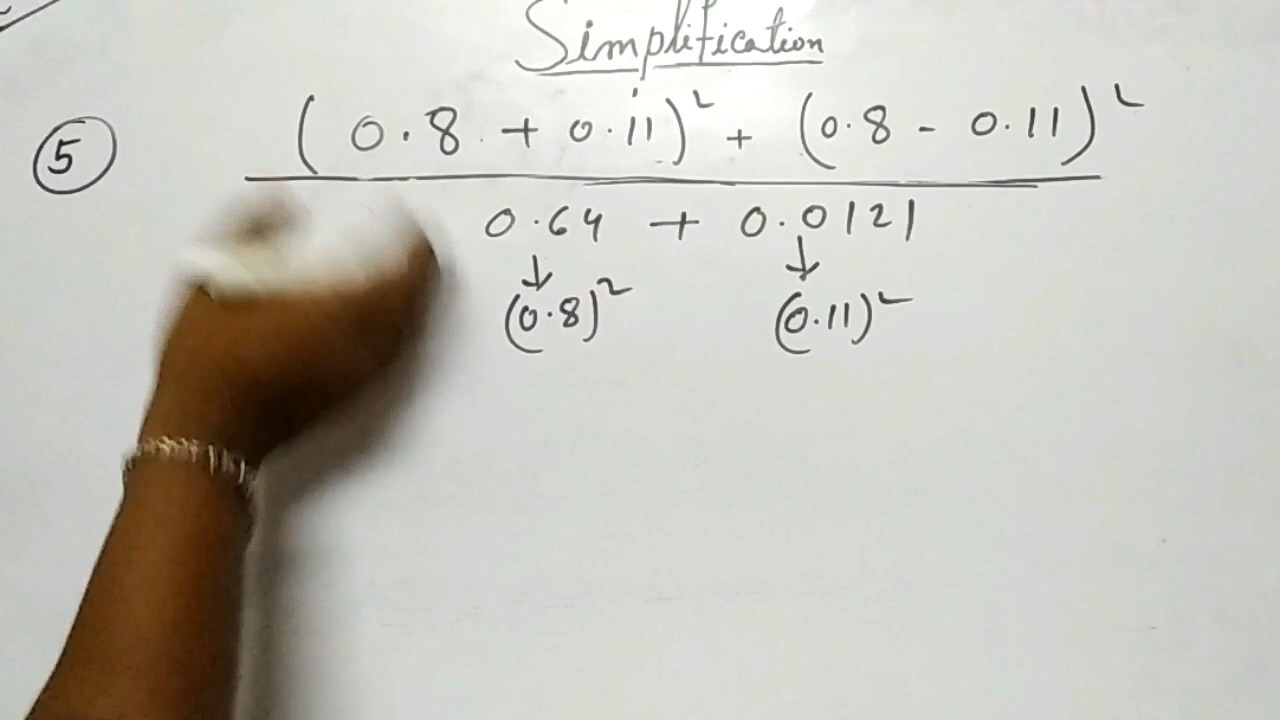 Simplification
5 (0.8 + 0.11)² + (0.8 - 0.11)²
0.64 + 0.0121
↓ ↓
(0.8)² (0.11)²